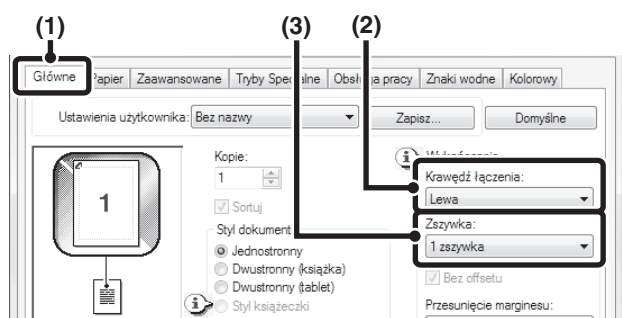 (1) (3) (2)
Główne Papier Zaawansowane Tryby Specjalne Obsługa pracy Znaki wodne Kolorowy
Ustawienia użytkownika: Bez nazwy Zapisz... Domyślne
Kopie:
1
Krawędź łączenia:
Lewa
1
Sortuj
Zszywka:
Styl dokument
1 zszywka
Jednostronny
Dwustronny (książka)
Bez offsetu
Dwustronny (tablet)
Styl książeczki
Przesunięcie marginesu: